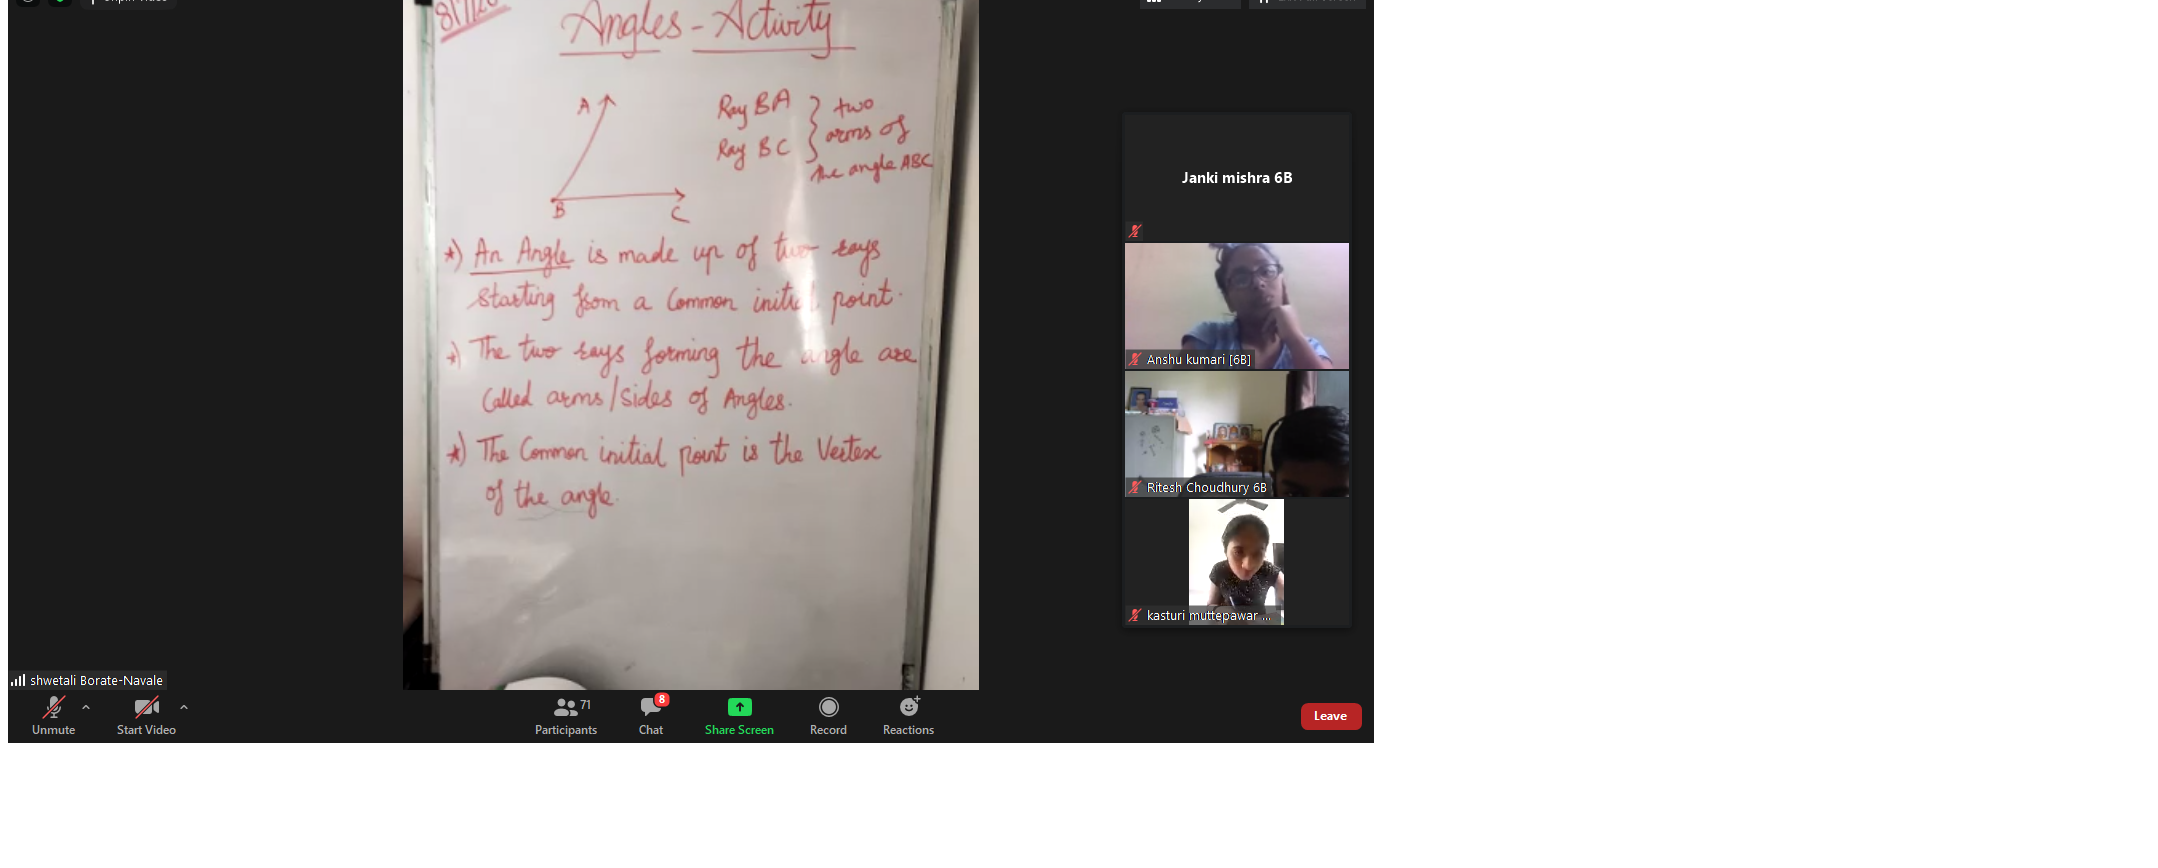 Angles - Activity
A
Ray BA } two
Ray BC arms of
the angle ABC
B
C
*) An Angle is made up of two rays
starting from a Common initial point.
*) The two rays forming the angle are
Called arms/sides of Angles.
*) The Common initial point is the Vertex
of the angle.
Janki mishra 6B
Anshu kumari [6B]
Ritesh Choudhury 6B
kasturi muttepawar ...
shwetali Borate-Navale
Unmute
Start Video
71
Participants
8
Chat
Share Screen
Record
Reactions
Leave